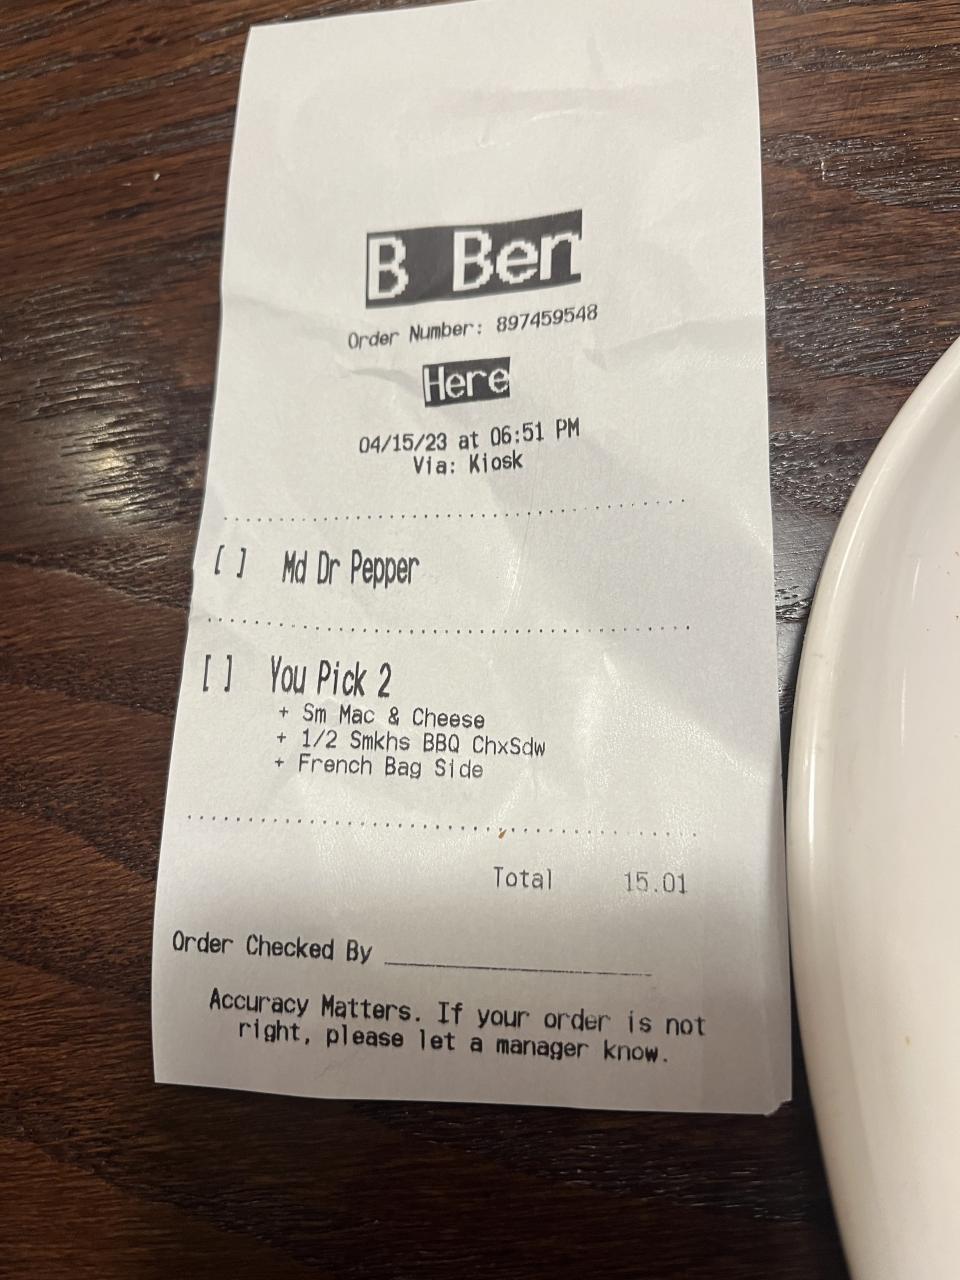 B Ben
Order Number: 897459548
Here
04/15/23 at 06:51 PM
Via: Kiosk
[ ] Md Dr Pepper
[ ] You Pick 2
+ Sm Mac & Cheese
+ 1/2 Smkhs BBQ ChxSdw
+ French Bag Side
Total 15.01
Order Checked By
Accuracy Matters. If your order is not
right, please let a manager know.